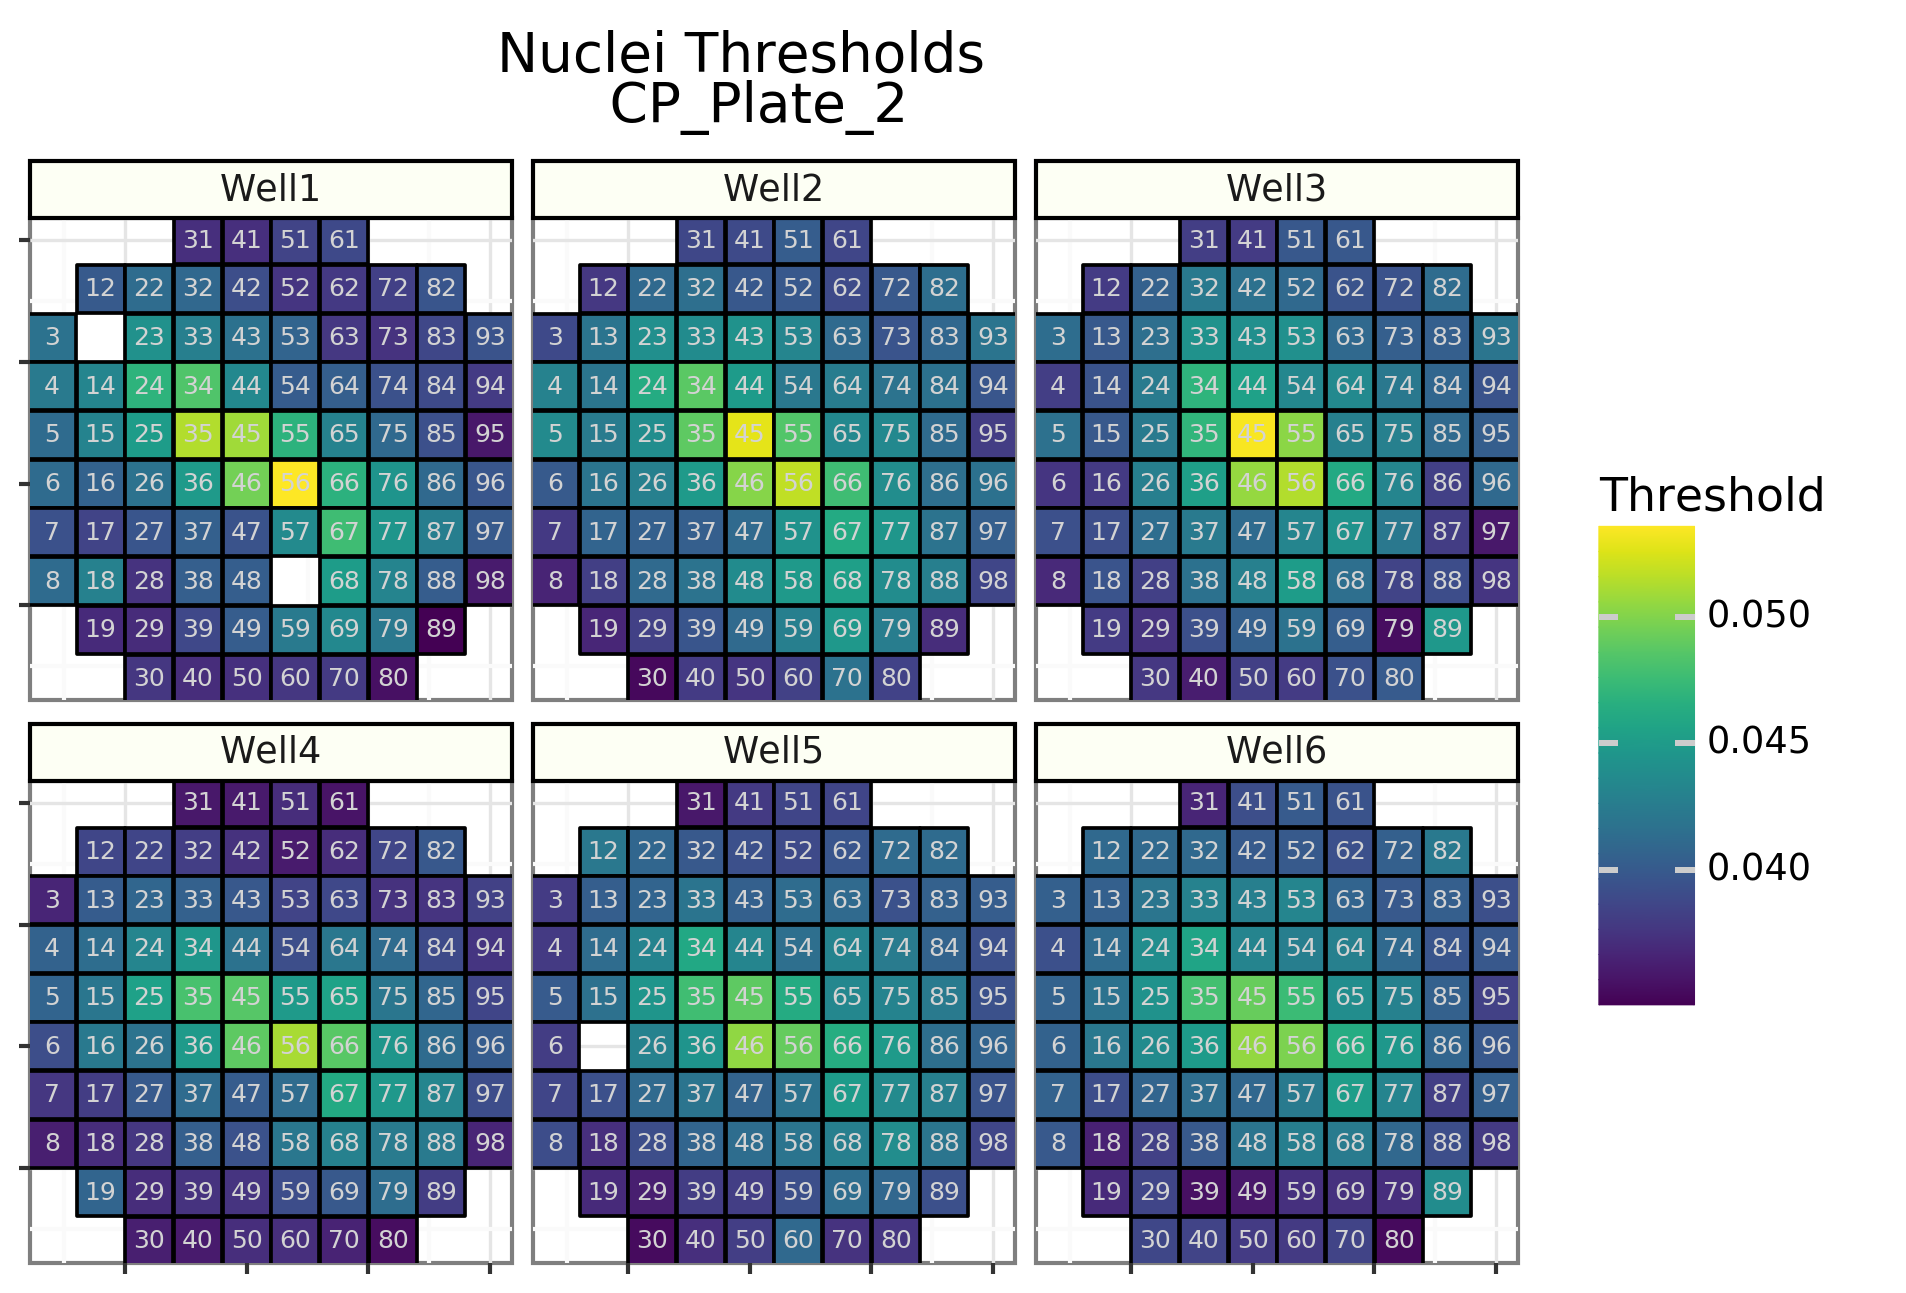 Nuclei Thresholds
CP_Plate_2
Well1 Well2 Well3
31 41 51 61 31 41 51 61 31 41 51 61
12 22 32 42 52 62 72 82 12 22 32 42 52 62 72 82 12 22 32 42 52 62 72 82
3 23 33 43 53 63 73 83 93 3 13 23 33 43 53 63 73 83 93 3 13 23 33 43 53 63 73 83 93
4 14 24 34 44 54 64 74 84 94 4 14 24 34 44 54 64 74 84 94 4 14 24 34 44 54 64 74 84 94
5 15 25 35 45 55 65 75 85 95 5 15 25 35 45 55 65 75 85 95 5 15 25 35 45 55 65 75 85 95
6 16 26 36 46 56 66 76 86 96 6 16 26 36 46 56 66 76 86 96 6 16 26 36 46 56 66 76 86 96
7 17 27 37 47 57 67 77 87 97 7 17 27 37 47 57 67 77 87 97 7 17 27 37 47 57 67 77 87 97
8 18 28 38 48 68 78 88 98 8 18 28 38 48 58 68 78 88 98 8 18 28 38 48 58 68 78 88 98
19 29 39 49 59 69 79 89 19 29 39 49 59 69 79 89 19 29 39 49 59 69 79 89
30 40 50 60 70 80 30 40 50 60 70 80 30 40 50 60 70 80
Well4 Well5 Well6
31 41 51 61 31 41 51 61 31 41 51 61
12 22 32 42 52 62 72 82 12 22 32 42 52 62 72 82 12 22 32 42 52 62 72 82
3 13 23 33 43 53 63 73 83 93 3 13 23 33 43 53 63 73 83 93 3 13 23 33 43 53 63 73 83 93
4 14 24 34 44 54 64 74 84 94 4 14 24 34 44 54 64 74 84 94 4 14 24 34 44 54 64 74 84 94
5 15 25 35 45 55 65 75 85 95 5 15 25 35 45 55 65 75 85 95 5 15 25 35 45 55 65 75 85 95
6 16 26 36 46 56 66 76 86 96 6 26 36 46 56 66 76 86 96 6 16 26 36 46 56 66 76 86 96
7 17 27 37 47 57 67 77 87 97 7 17 27 37 47 57 67 77 87 97 7 17 27 37 47 57 67 77 87 97
8 18 28 38 48 58 68 78 88 98 8 18 28 38 48 58 68 78 88 98 8 18 28 38 48 58 68 78 88 98
19 29 39 49 59 69 79 89 19 29 39 49 59 69 79 89 19 29 39 49 59 69 79 89
30 40 50 60 70 80 30 40 50 60 70 80 30 40 50 60 70 80
Threshold
0.050
0.045
0.040